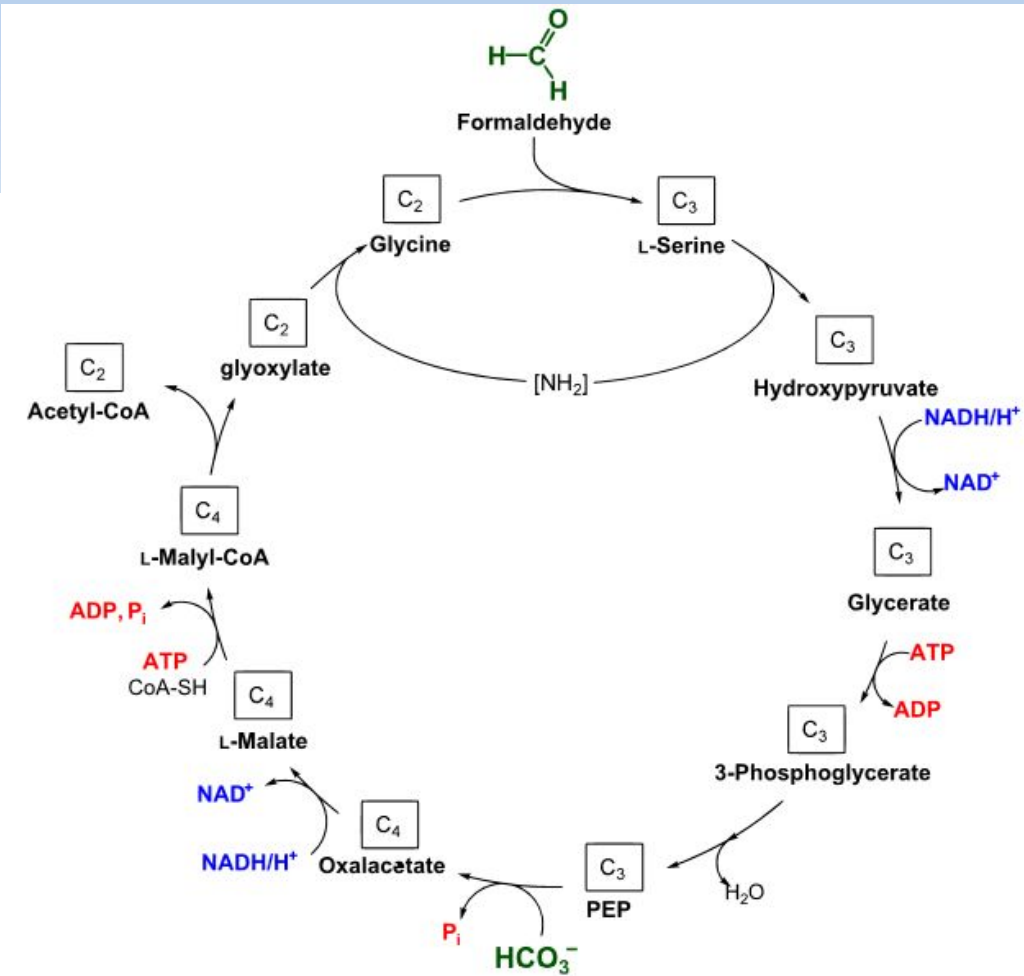 O
H C
H
Formaldehyde
C₂
Glycine
C₃
L-Serine
C₂
glyoxylate
[NH₂]
C₃
Hydroxypyruvate
C₂
Acetyl-CoA
NADH/H⁺
NAD⁺
C₄
L-Malyl-CoA
C₃
Glycerate
ADP, Pᵢ
ATP
CoA-SH
ATP
ADP
C₄
L-Malate
C₃
3-Phosphoglycerate
NAD⁺
NADH/H⁺
C₄
Oxalacetate
C₃
PEP
H₂O
Pᵢ
HCO₃⁻